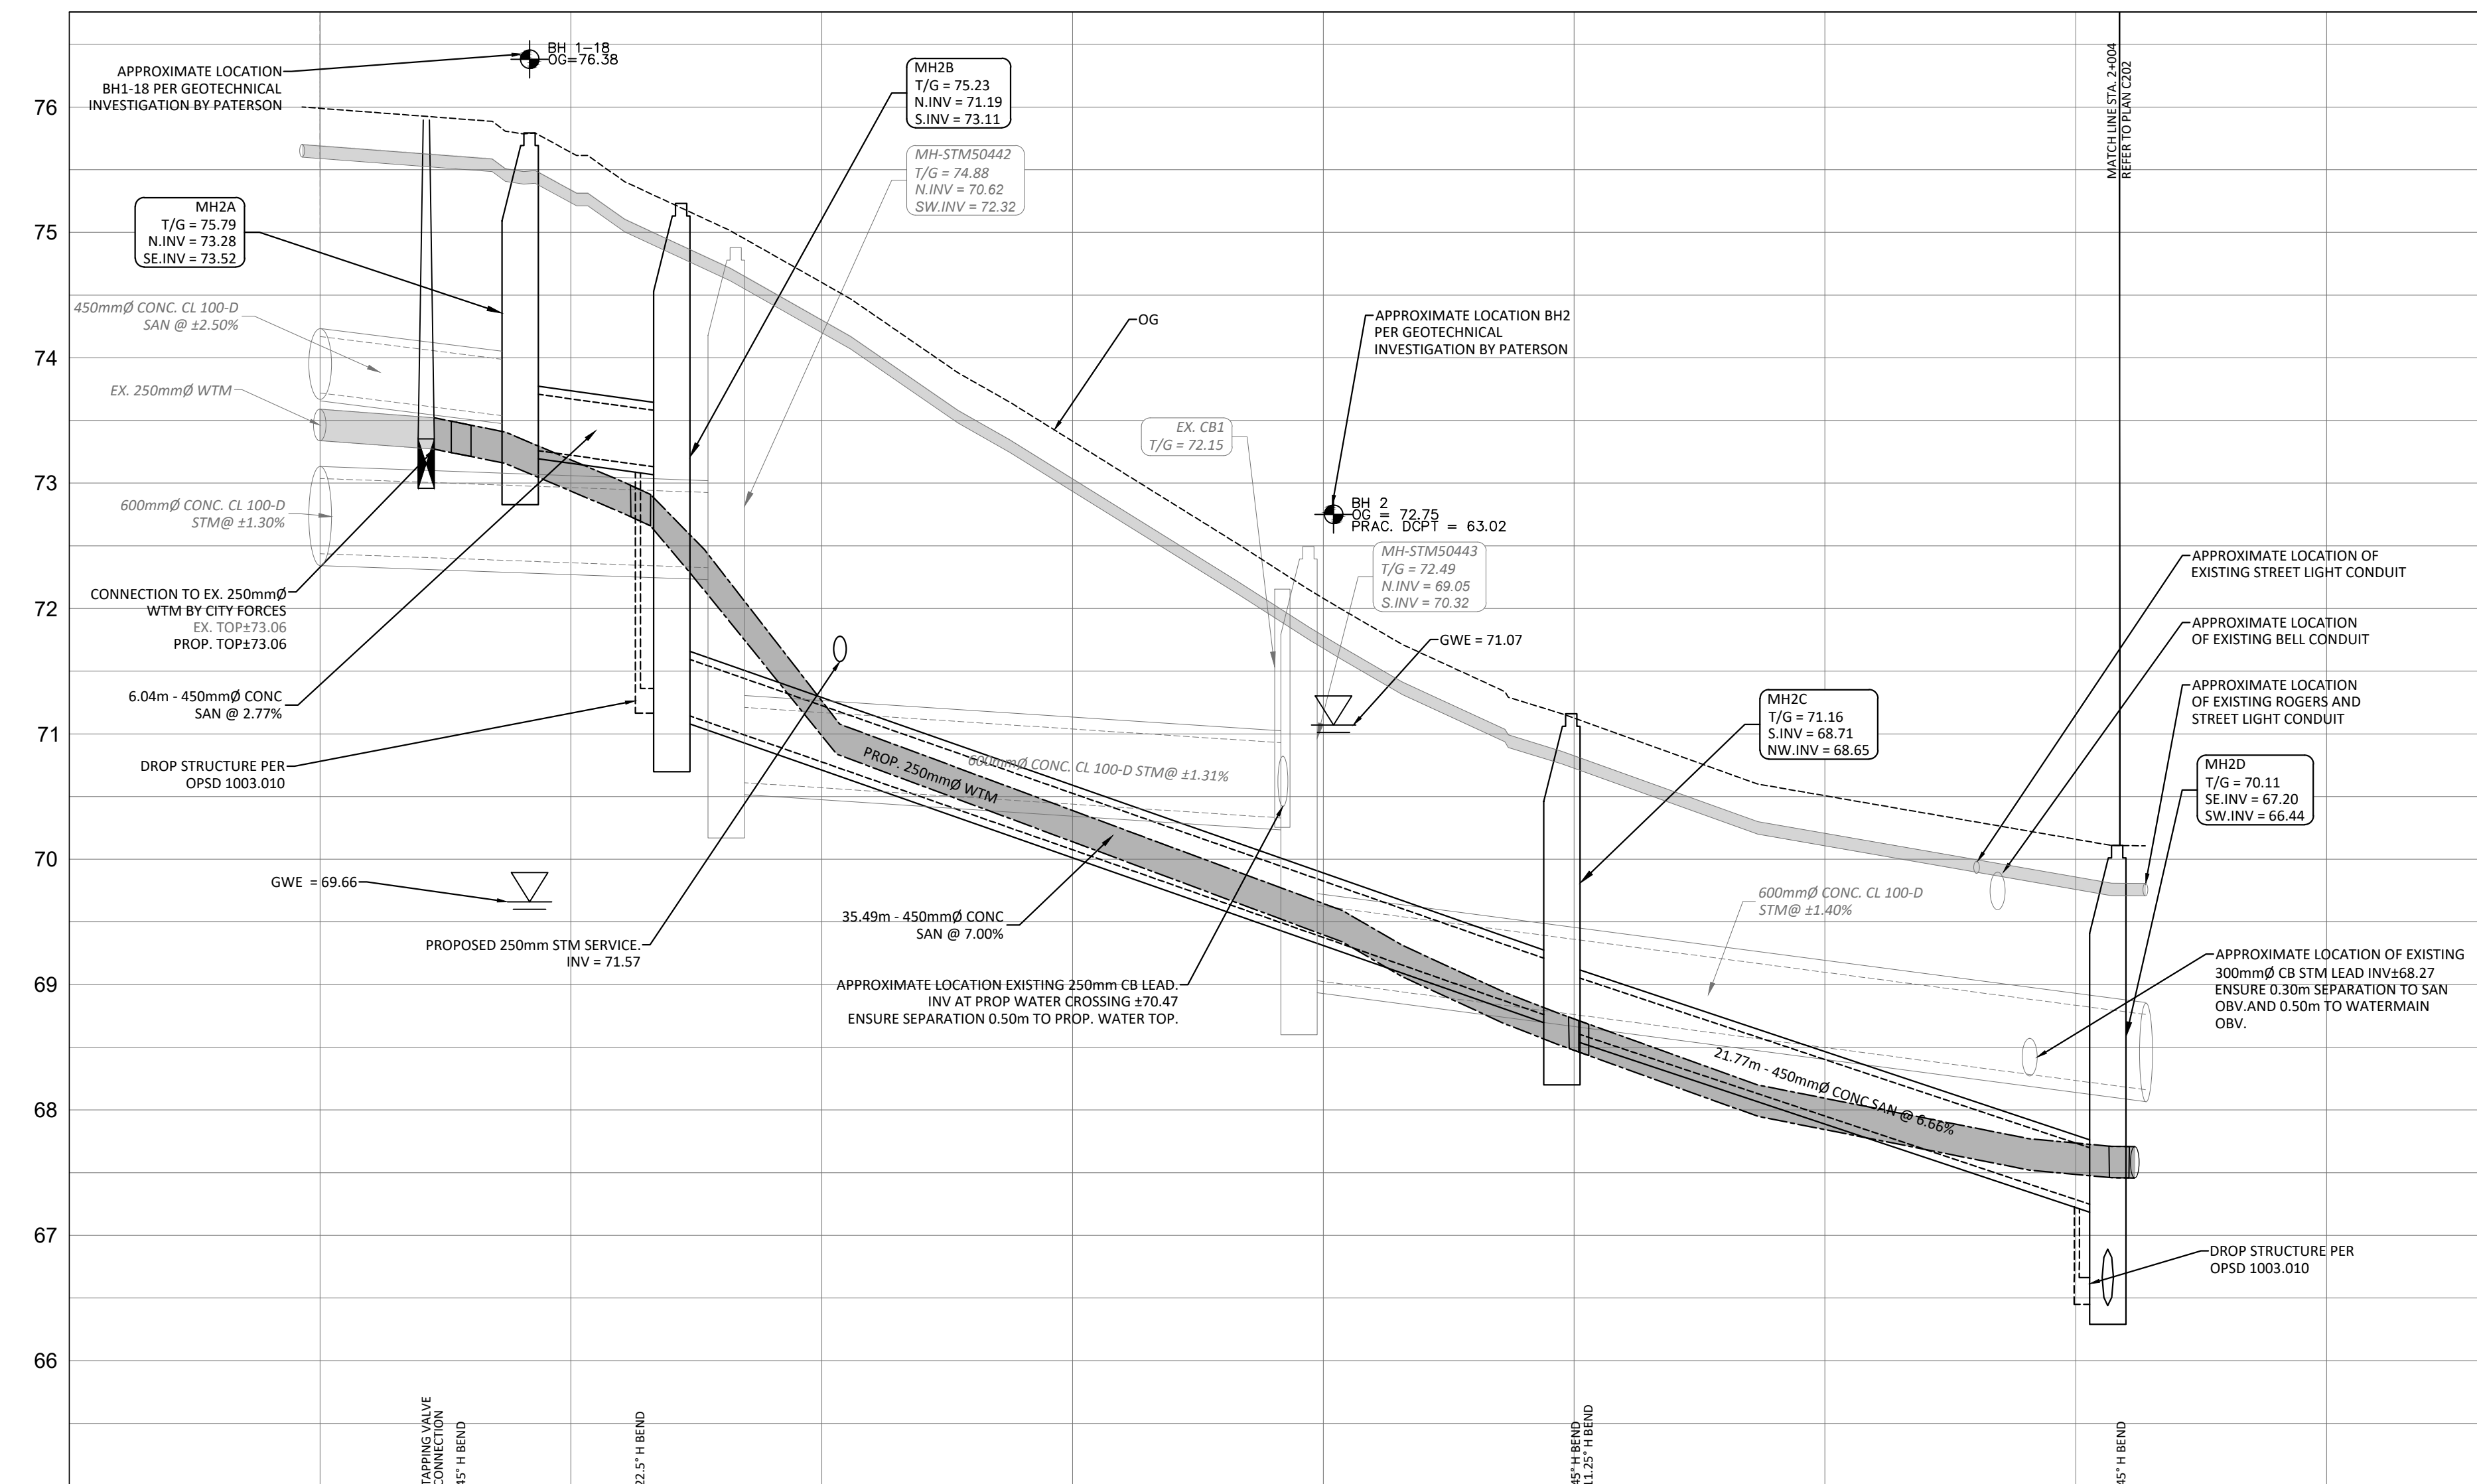 BH 1-18
OG=76.38
APPROXIMATE LOCATION
BH1-18 PER GEOTECHNICAL
INVESTIGATION BY PATERSON
MH2B
T/G = 75.23
N.INV = 71.19
S.INV = 73.11
MATCH LINE STA. 2+004
REFER TO PLAN C202
76
MH-STM50442
T/G = 74.88
N.INV = 70.62
SW.INV = 72.32
MH2A
T/G = 75.79
N.INV = 73.28
SE.INV = 73.52
75
450mmØ CONC. CL 100-D
SAN @ ±2.50%
OG
APPROXIMATE LOCATION BH2
PER GEOTECHNICAL
INVESTIGATION BY PATERSON
74
EX. 250mmØ WTM
EX. CB1
T/G = 72.15
73
600mmØ CONC. CL 100-D
STM@ ±1.30%
BH 2
OG = 72.75
PRAC. DCPT = 63.02
MH-STM50443
T/G = 72.49
N.INV = 69.05
S.INV = 70.32
APPROXIMATE LOCATION OF
EXISTING STREET LIGHT CONDUIT
CONNECTION TO EX. 250mmØ
WTM BY CITY FORCES
EX. TOP±73.06
PROP. TOP±73.06
72
GWE = 71.07
APPROXIMATE LOCATION
OF EXISTING BELL CONDUIT
6.04m - 450mmØ CONC
SAN @ 2.77%
MH2C
T/G = 71.16
S.INV = 68.71
NW.INV = 68.65
APPROXIMATE LOCATION
OF EXISTING ROGERS AND
STREET LIGHT CONDUIT
71
DROP STRUCTURE PER
OPSD 1003.010
PROP. 250mmØ WTM
600mmØ CONC. CL 100-D STM@ ±1.31%
MH2D
T/G = 70.11
SE.INV = 67.20
SW.INV = 66.44
70
GWE = 69.66
600mmØ CONC. CL 100-D
STM@ ±1.40%
35.49m - 450mmØ CONC
SAN @ 7.00%
PROPOSED 250mm STM SERVICE.
INV = 71.57
APPROXIMATE LOCATION OF EXISTING
300mmØ CB STM LEAD INV±68.27
ENSURE 0.30m SEPARATION TO SAN
OBV.AND 0.50m TO WATERMAIN
OBV.
69
APPROXIMATE LOCATION EXISTING 250mm CB LEAD.
INV AT PROP WATER CROSSING ±70.47
ENSURE SEPARATION 0.50m TO PROP. WATER TOP.
21.77m - 450mmØ CONC SAN @ 6.66%
68
67
DROP STRUCTURE PER
OPSD 1003.010
66
TAPPING VALVE
CONNECTION
45° H BEND
22.5° H BEND
45° H BEND
11.25° H BEND
45° H BEND